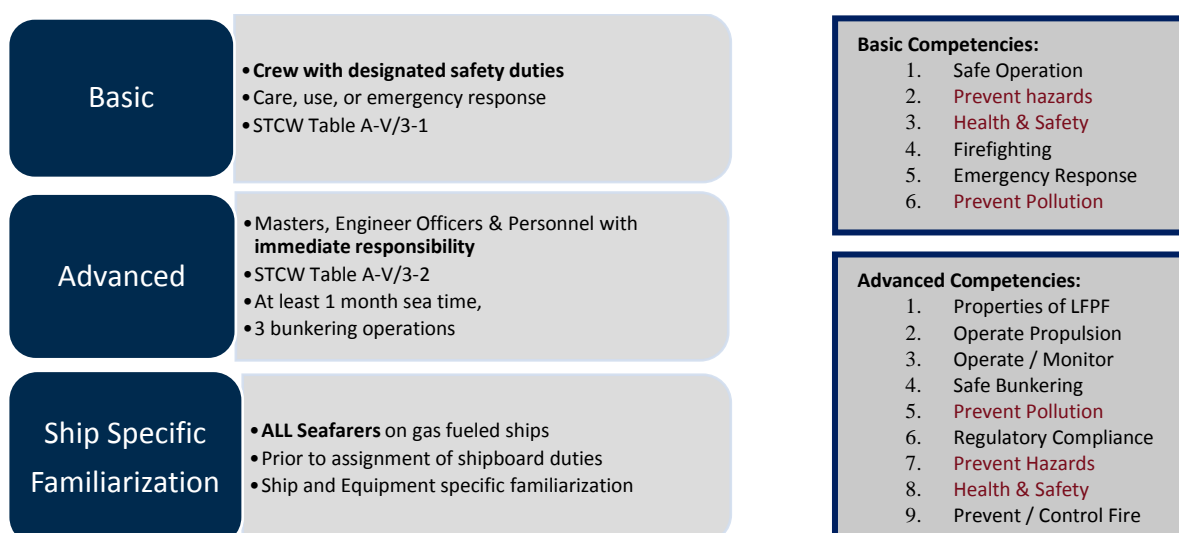 Basic
•Crew with designated safety duties
•Care, use, or emergency response
•STCW Table A-V/3-1
Advanced
•Masters, Engineer Officers & Personnel with
immediate responsibility
•STCW Table A-V/3-2
•At least 1 month sea time,
•3 bunkering operations
Ship Specific
Familiarization
•ALL Seafarers on gas fueled ships
•Prior to assignment of shipboard duties
•Ship and Equipment specific familiarization
Basic Competencies:
1. Safe Operation
2. Prevent hazards
3. Health & Safety
4. Firefighting
5. Emergency Response
6. Prevent Pollution
Advanced Competencies:
1. Properties of LFPF
2. Operate Propulsion
3. Operate / Monitor
4. Safe Bunkering
5. Prevent Pollution
6. Regulatory Compliance
7. Prevent Hazards
8. Health & Safety
9. Prevent / Control Fire